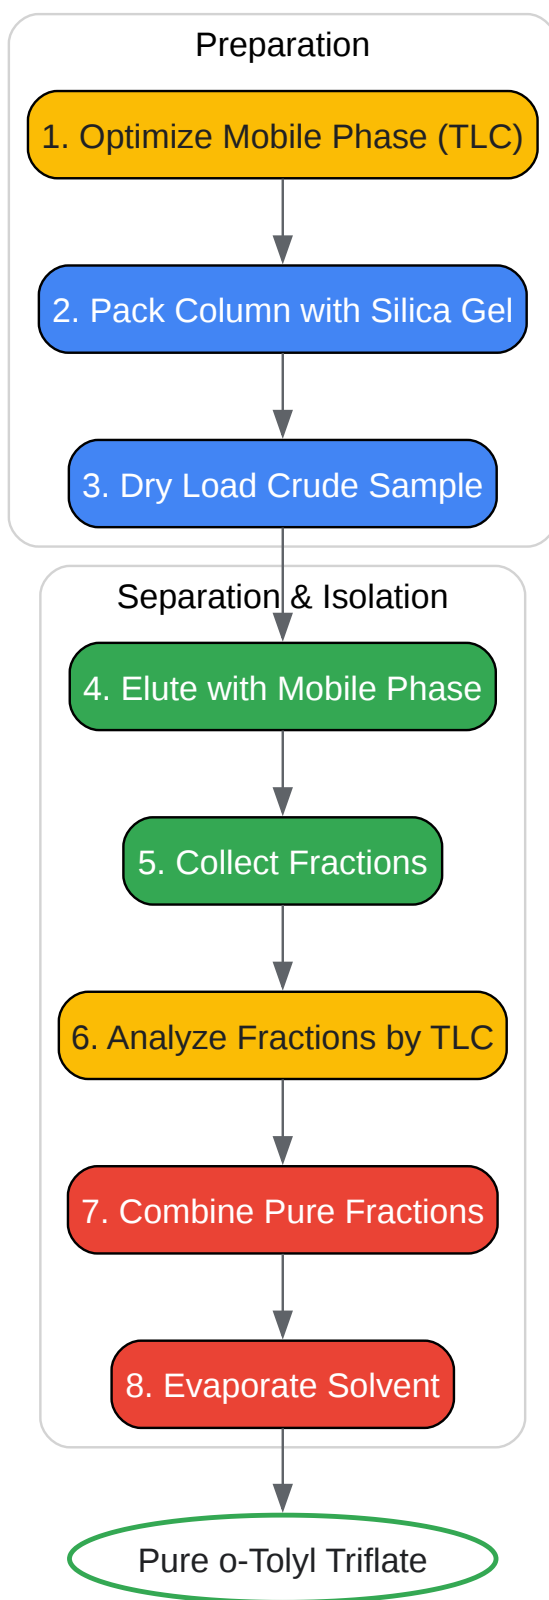 Preparation
1. Optimize Mobile Phase (TLC)
2. Pack Column with Silica Gel
3. Dry Load Crude Sample
Separation & Isolation
4. Elute with Mobile Phase
5. Collect Fractions
6. Analyze Fractions by TLC
7. Combine Pure Fractions
8. Evaporate Solvent
Pure o-Tolyl Triflate